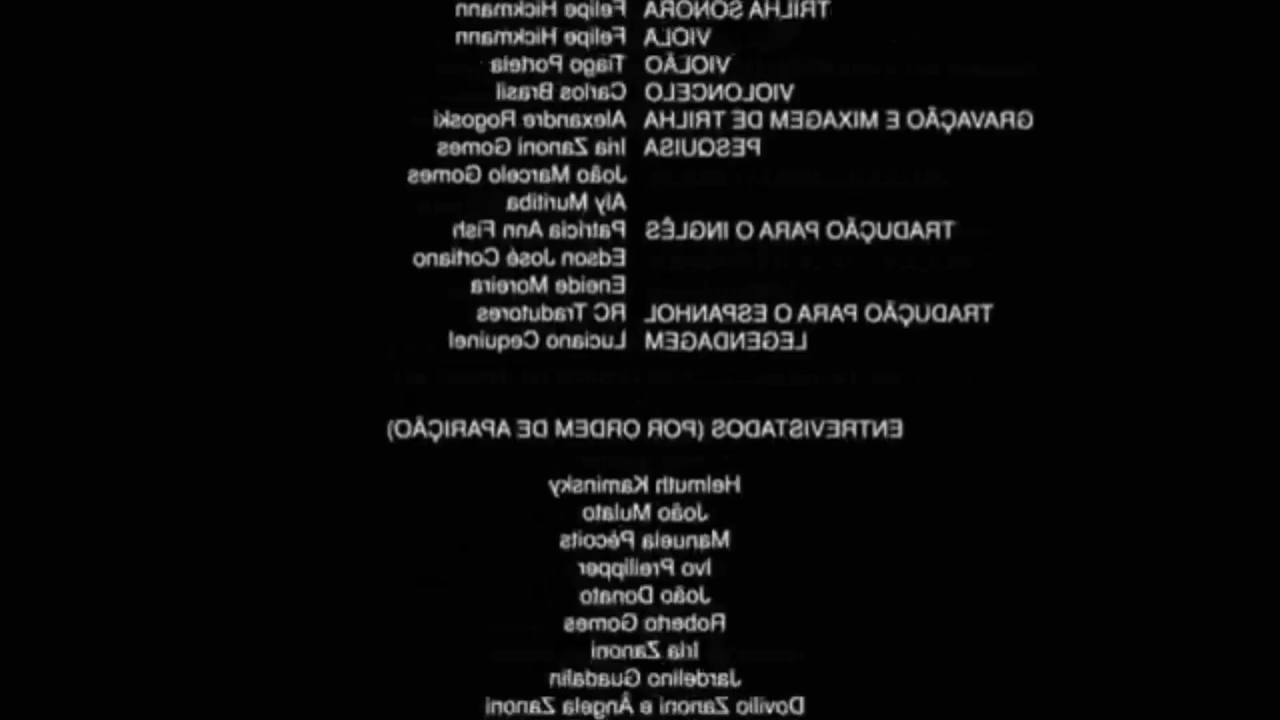 TRILHA SONORA Felipe Hickmann
VIOLA Felipe Hickmann
VIOLÃO Tiago Portela
VIOLONCELO Carlos Brasil
GRAVAÇÃO E MIXAGEM DE TRILHA Alexandre Rogoski
PESQUISA Iria Zanoni Gomes
João Marcelo Gomes
Aly Muritiba
TRADUÇÃO PARA O INGLÊS Patricia Ann Fish
Edson José Cortiano
Eneide Moreira
TRADUÇÃO PARA O ESPANHOL RC Tradutores
LEGENDAGEM Luciano Cequinel
ENTREVISTADOS (POR ORDEM DE APARIÇÃO)
Helmuth Kaminsky
João Mulato
Manuela Pécoits
Ivo Preilipper
João Donato
Roberto Gomes
Iria Zanoni
Jardelino Guadalin
Dovilio Zanoni e Ângela Zanoni